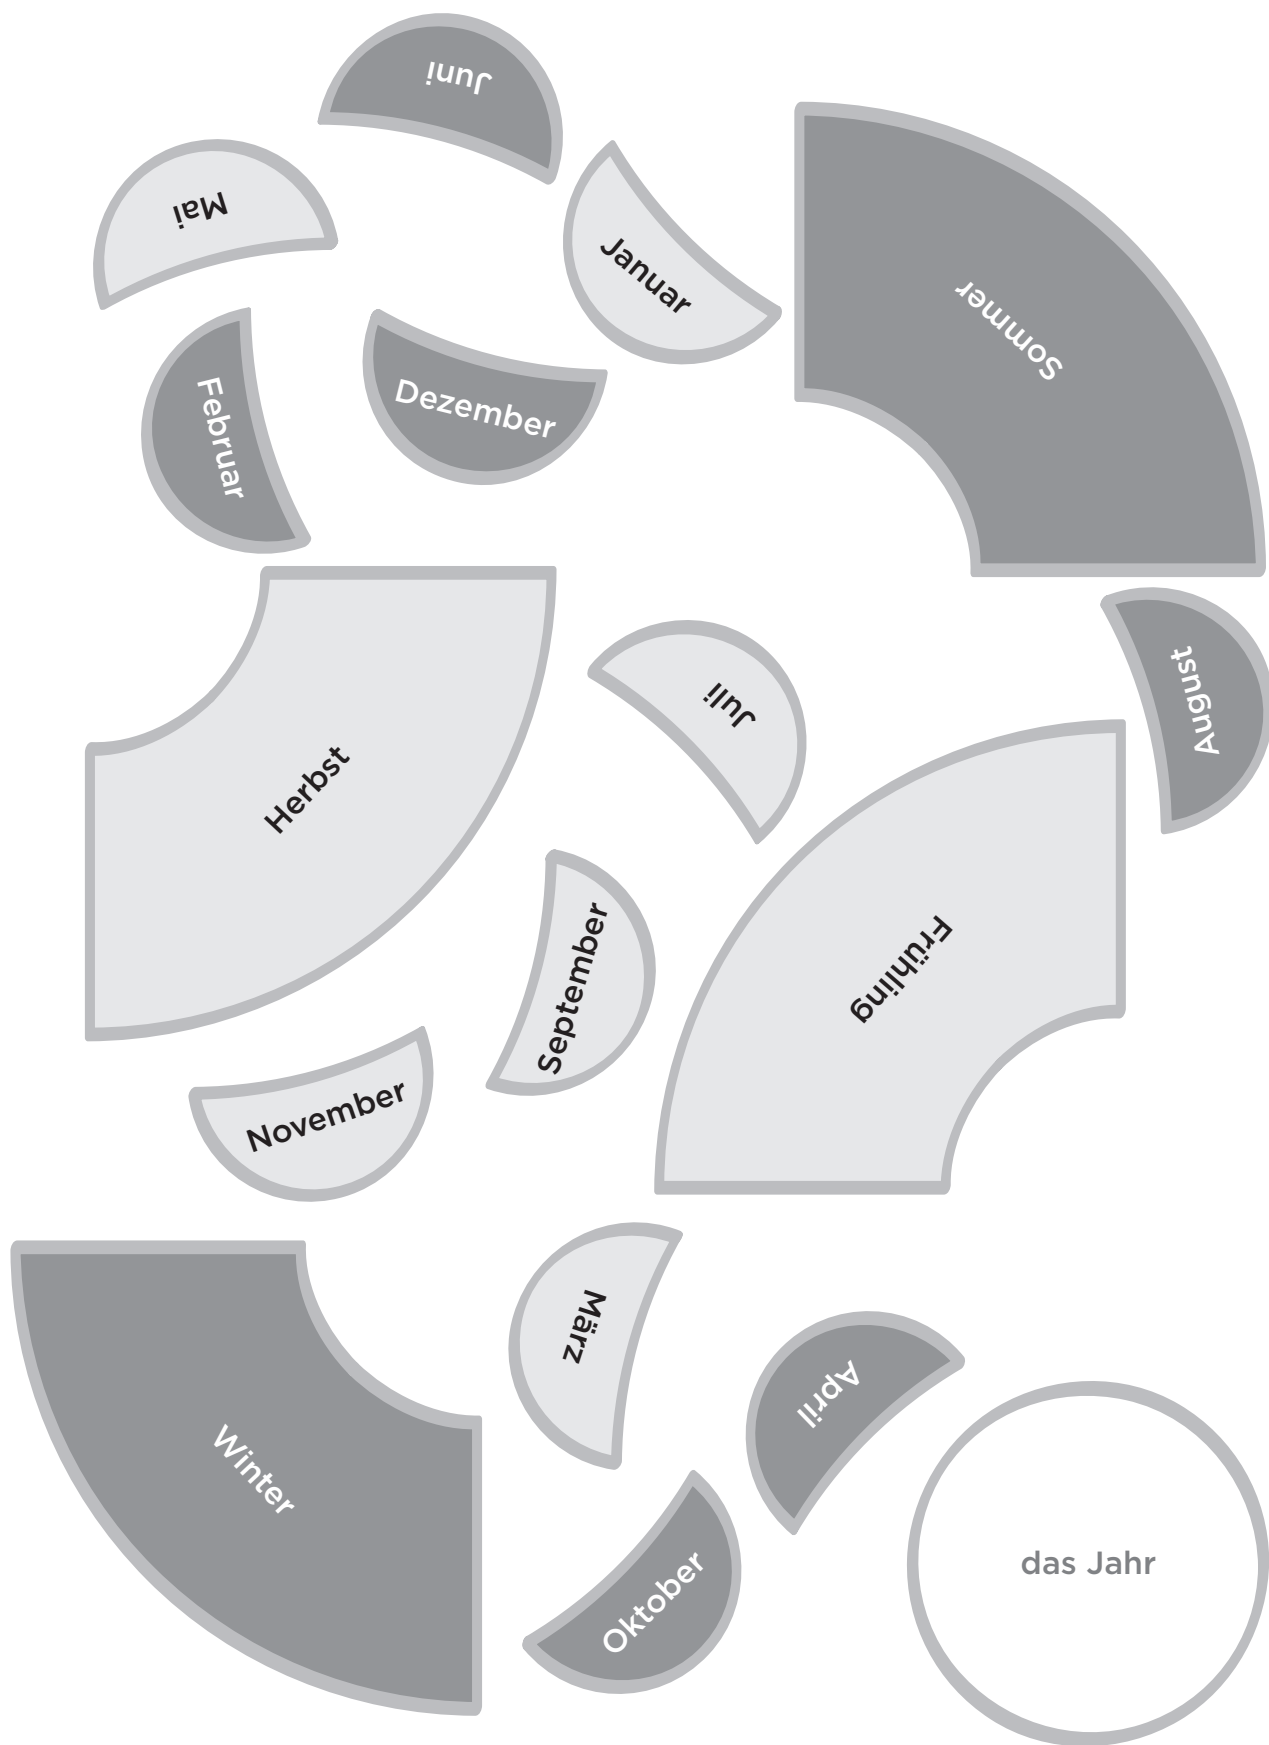 Juni
Mai
Januar
Sommer
Februar
Dezember
August
Juli
Herbst
September
Frühling
November
März
April
Winter
Oktober
das Jahr